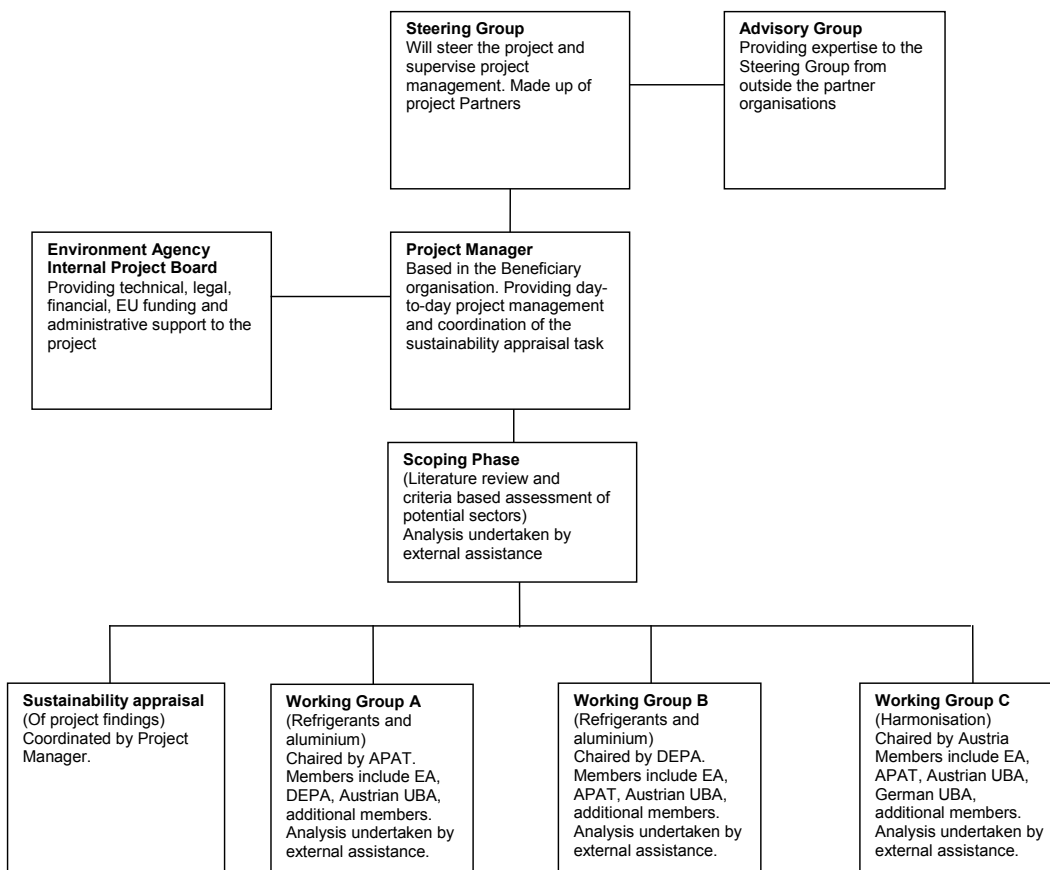 Steering Group
Will steer the project and
supervise project
management. Made up of
project Partners
Advisory Group
Providing expertise to the
Steering Group from
outside the partner
organisations
Environment Agency
Internal Project Board
Providing technical, legal,
financial, EU funding and
administrative support to the
project
Project Manager
Based in the Beneficiary
organisation. Providing day-
to-day project management
and coordination of the
sustainability appraisal task
Scoping Phase
(Literature review and
criteria based assessment of
potential sectors)
Analysis undertaken by
external assistance
Sustainability appraisal
(Of project findings)
Coordinated by Project
Manager.
Working Group A
(Refrigerants and
aluminium)
Chaired by APAT.
Members include EA,
DEPA, Austrian UBA,
additional members.
Analysis undertaken by
external assistance.
Working Group B
(Refrigerants and
aluminium)
Chaired by DEPA.
Members include EA,
APAT, Austrian UBA,
additional members.
Analysis undertaken by
external assistance.
Working Group C
(Harmonisation)
Chaired by Austria
Members include EA,
APAT, Austrian UBA,
German UBA,
additional members.
Analysis undertaken by
external assistance.